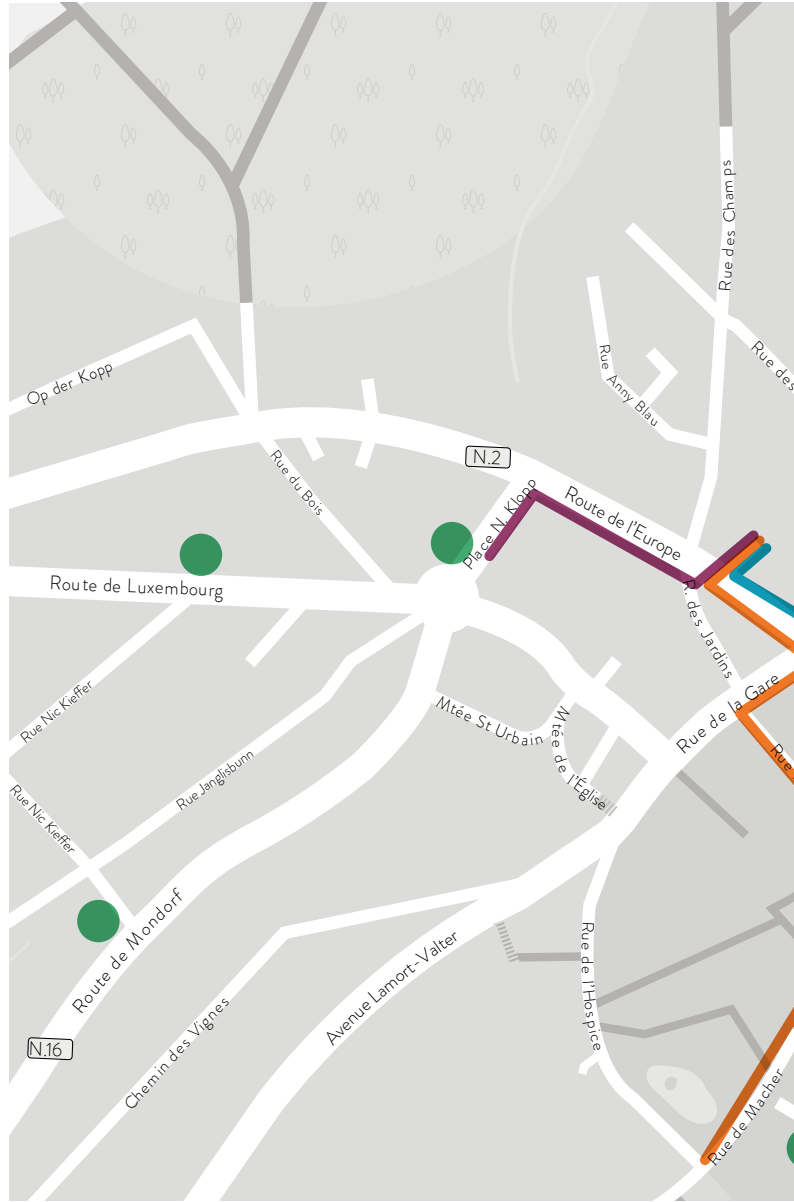 Rue des Champs
Rue des
Rue Anny Blau
Op der Kopp
N.2
Rue du Bois
Place N. Klopp
Route de l'Europe
Route de Luxembourg
R. des Jardins
Rue Nic Kieffer
Mtée St Urbain
Mtée de l'Église
Rue de la Gare
Rue
Rue Janglisbunn
Rue Nic Kieffer
Route de Mondorf
Avenue Lamort-Valter
Rue de l'Hospice
N.16
Chemin des Vignes
Rue de Macher